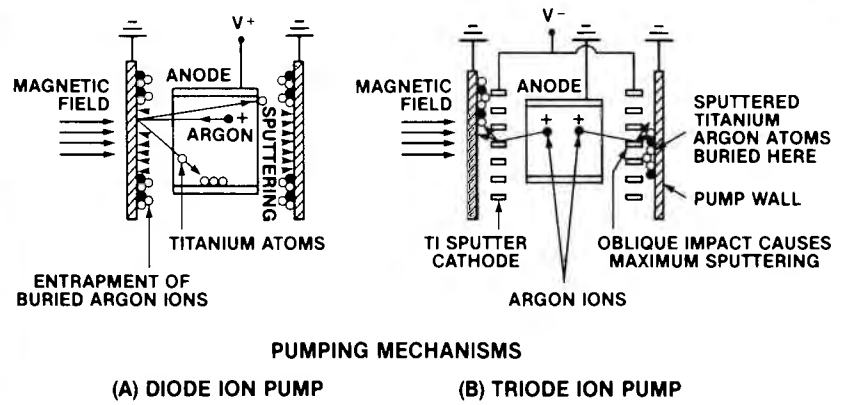 V+
MAGNETIC
FIELD
ANODE
+
ARGON
SPUTTERING
TITANIUM ATOMS
ENTRAPMENT OF
BURIED ARGON IONS
V−
MAGNETIC
FIELD
ANODE
+ +
SPUTTERED
TITANIUM
ARGON ATOMS
BURIED HERE
PUMP WALL
TI SPUTTER
CATHODE
OBLIQUE IMPACT CAUSES
MAXIMUM SPUTTERING
ARGON IONS
PUMPING MECHANISMS
(A) DIODE ION PUMP
(B) TRIODE ION PUMP